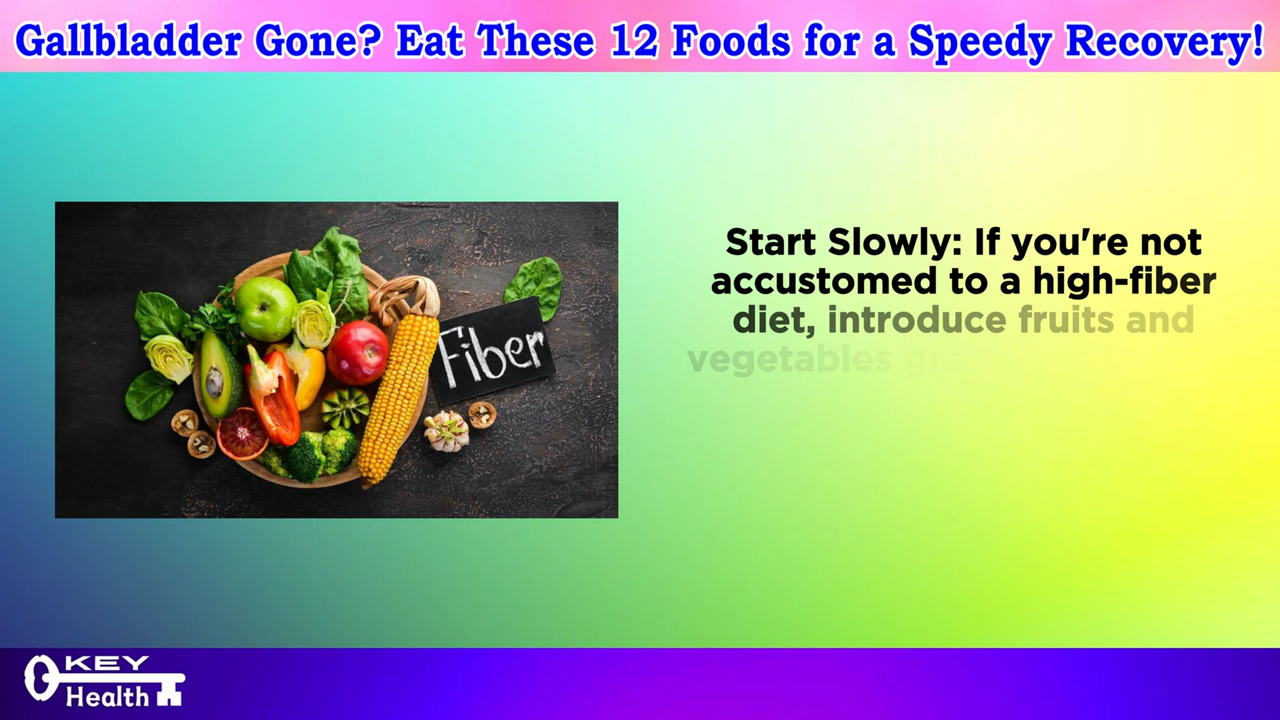 Gallbladder Gone? Eat These 12 Foods for a Speedy Recovery!
Start Slowly: If you're not
accustomed to a high-fiber
diet, introduce fruits and
vegetables
Fiber
KEY
Health